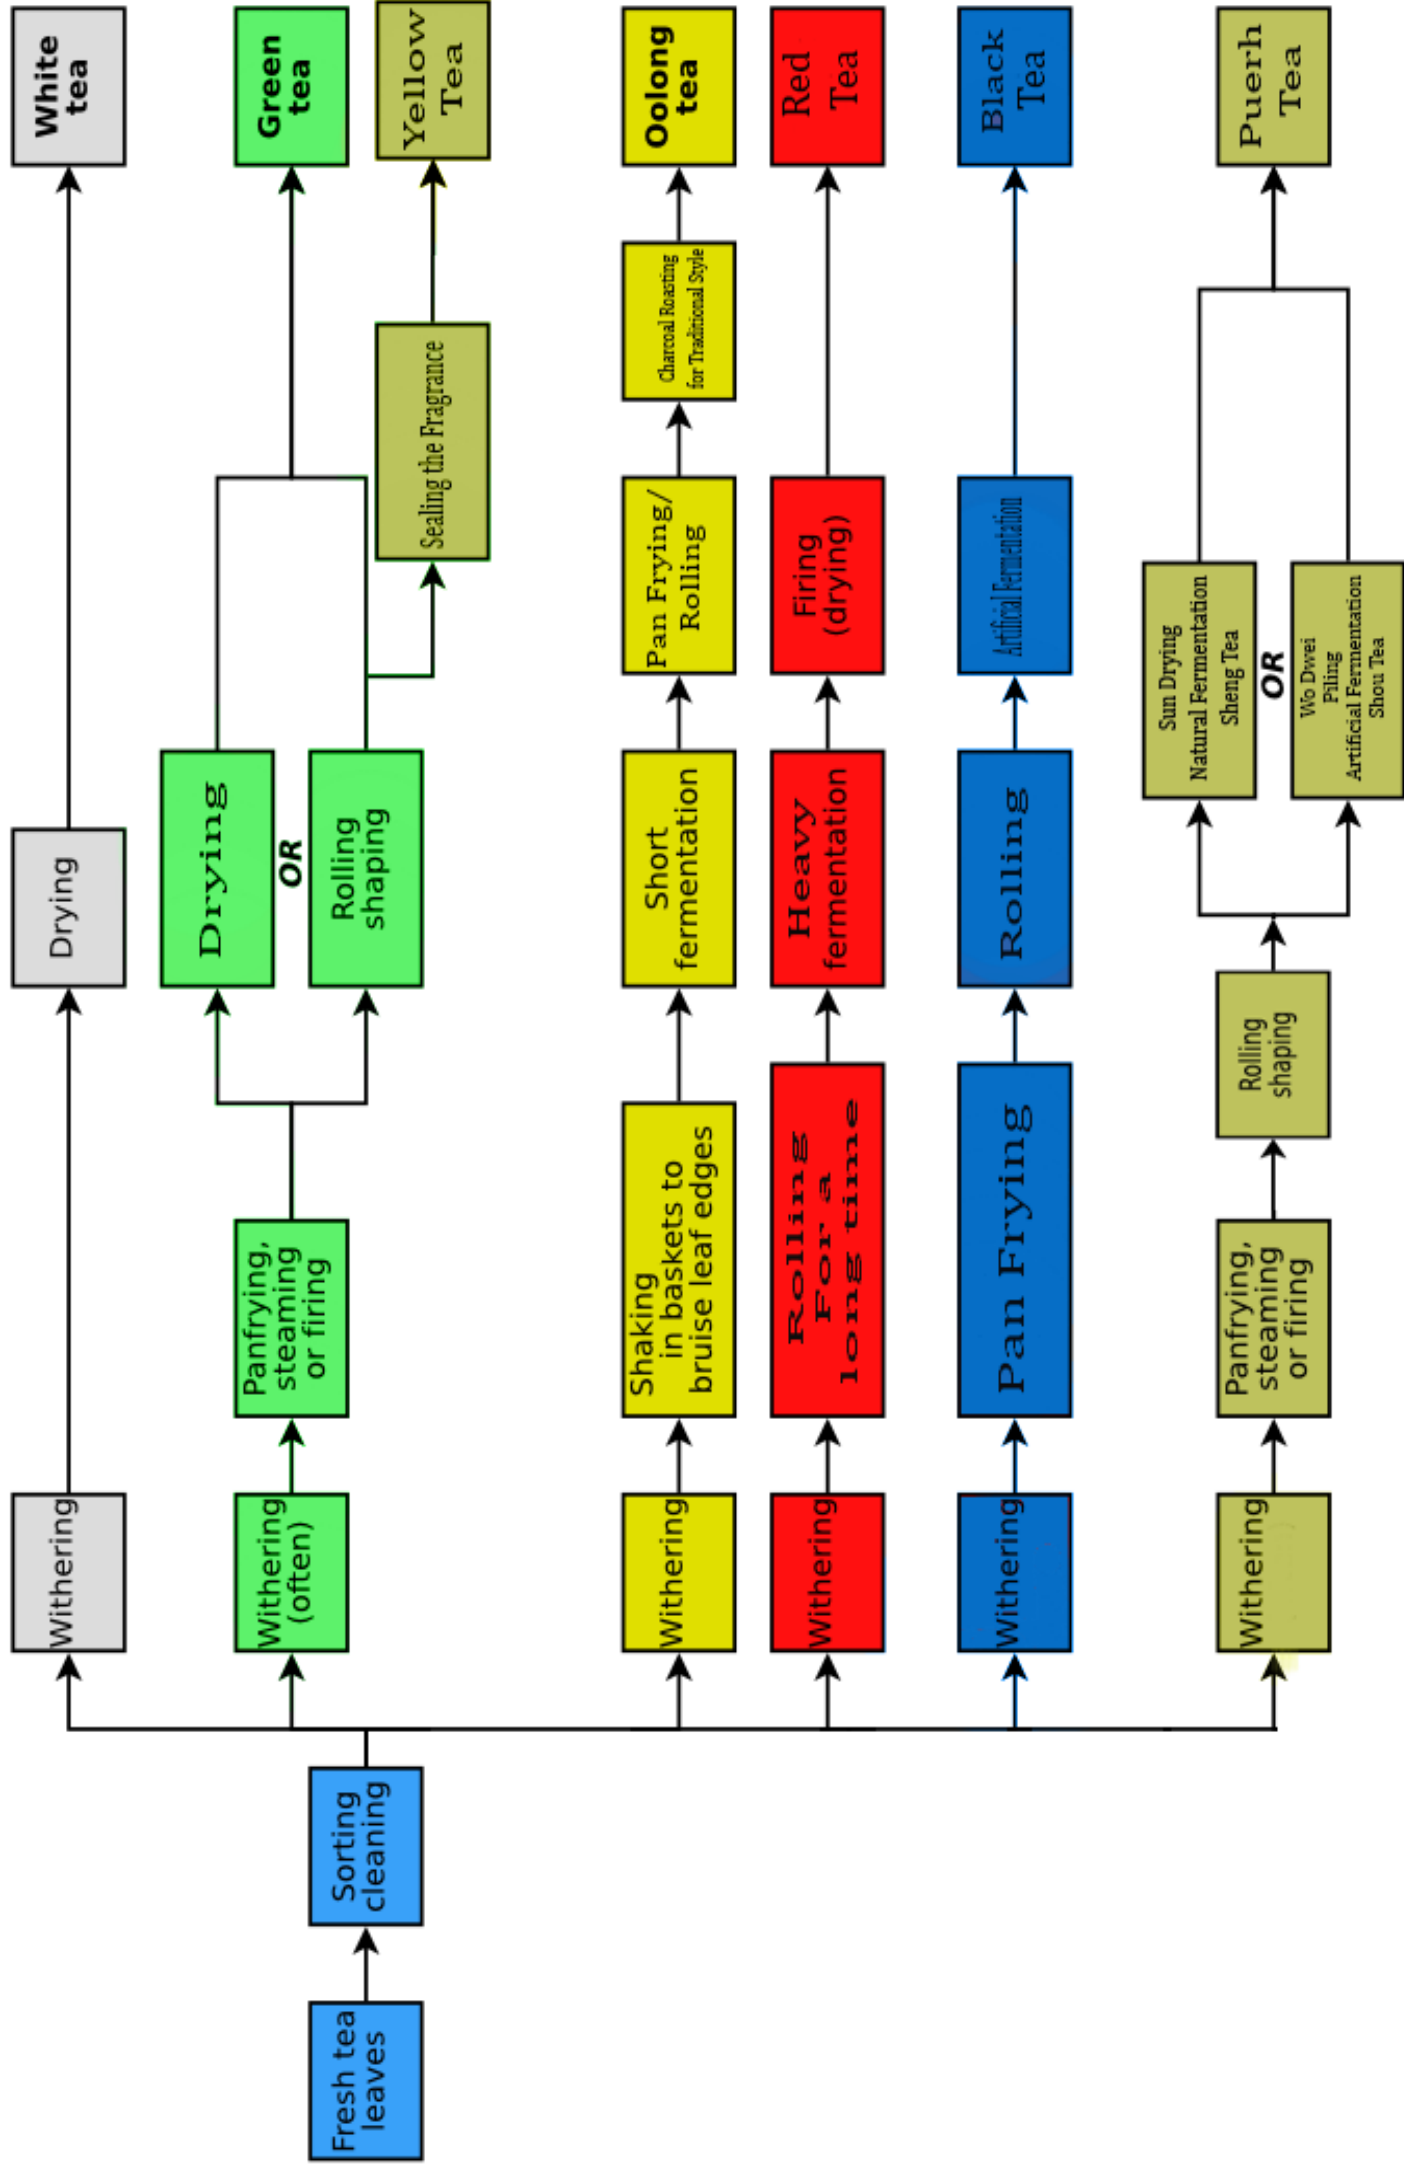 Fresh tea
leaves
Sorting
cleaning
Withering
Drying
White
tea
Withering
(often)
Panfrying,
steaming
or firing
Drying
OR
Rolling
shaping
Green
tea
Sealing the Fragrance
Yellow
Tea
Withering
Shaking
in baskets to
bruise leaf edges
Short
fermentation
Pan Frying/
Rolling
Charcoal Roasting
for Traditional Style
Oolong
tea
Withering
Rolling
For a
long time
Heavy
fermentation
Firing
(drying)
Red
Tea
Withering
Pan Frying
Rolling
Artificial Fermentation
Black
Tea
Withering
Panfrying,
steaming
or firing
Rolling
shaping
Sun Drying
Natural Fermentation
Sheng Tea
OR
Wo Dwei
Piling
Artificial Fermentation
Shou Tea
Puerh
Tea